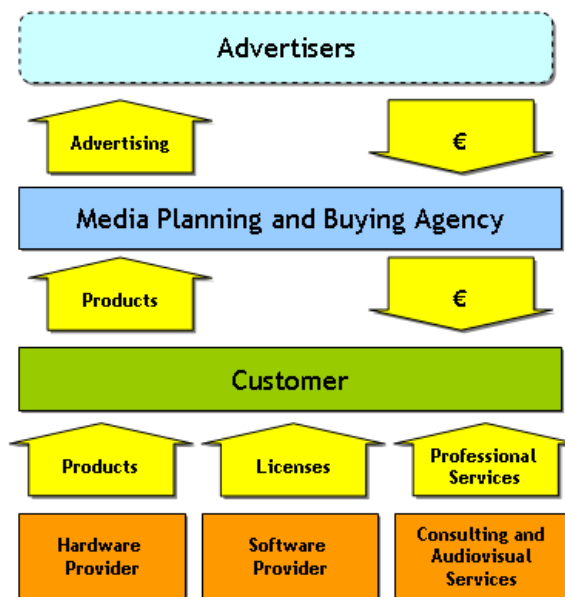 Advertisers
Advertising
€
Media Planning and Buying Agency
Products
€
Customer
Products
Licenses
Professional
Services
Hardware
Provider
Software
Provider
Consulting and
Audiovisual
Services